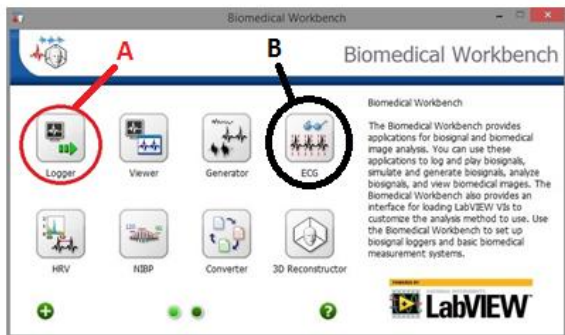 Biomedical Workbench
A
B
Biomedical Workbench
Logger
Viewer
Generator
ECG
HRV
NIBP
Converter
3D Reconstructor
Biomedical Workbench
The Biomedical Workbench provides
applications for biosignal and biomedical
image analysis. You can use these
applications to log and play biosignals,
simulate and generate biosignals, analyze
biosignals, and view biomedical images. The
Biomedical Workbench also provides an
interface for loading LabVIEW VIs to
customize the analysis method to use. Use
the Biomedical Workbench to set up
biosignal loggers and basic biomedical
measurement systems.
POWERED BY
NATIONAL INSTRUMENTS
LabVIEW